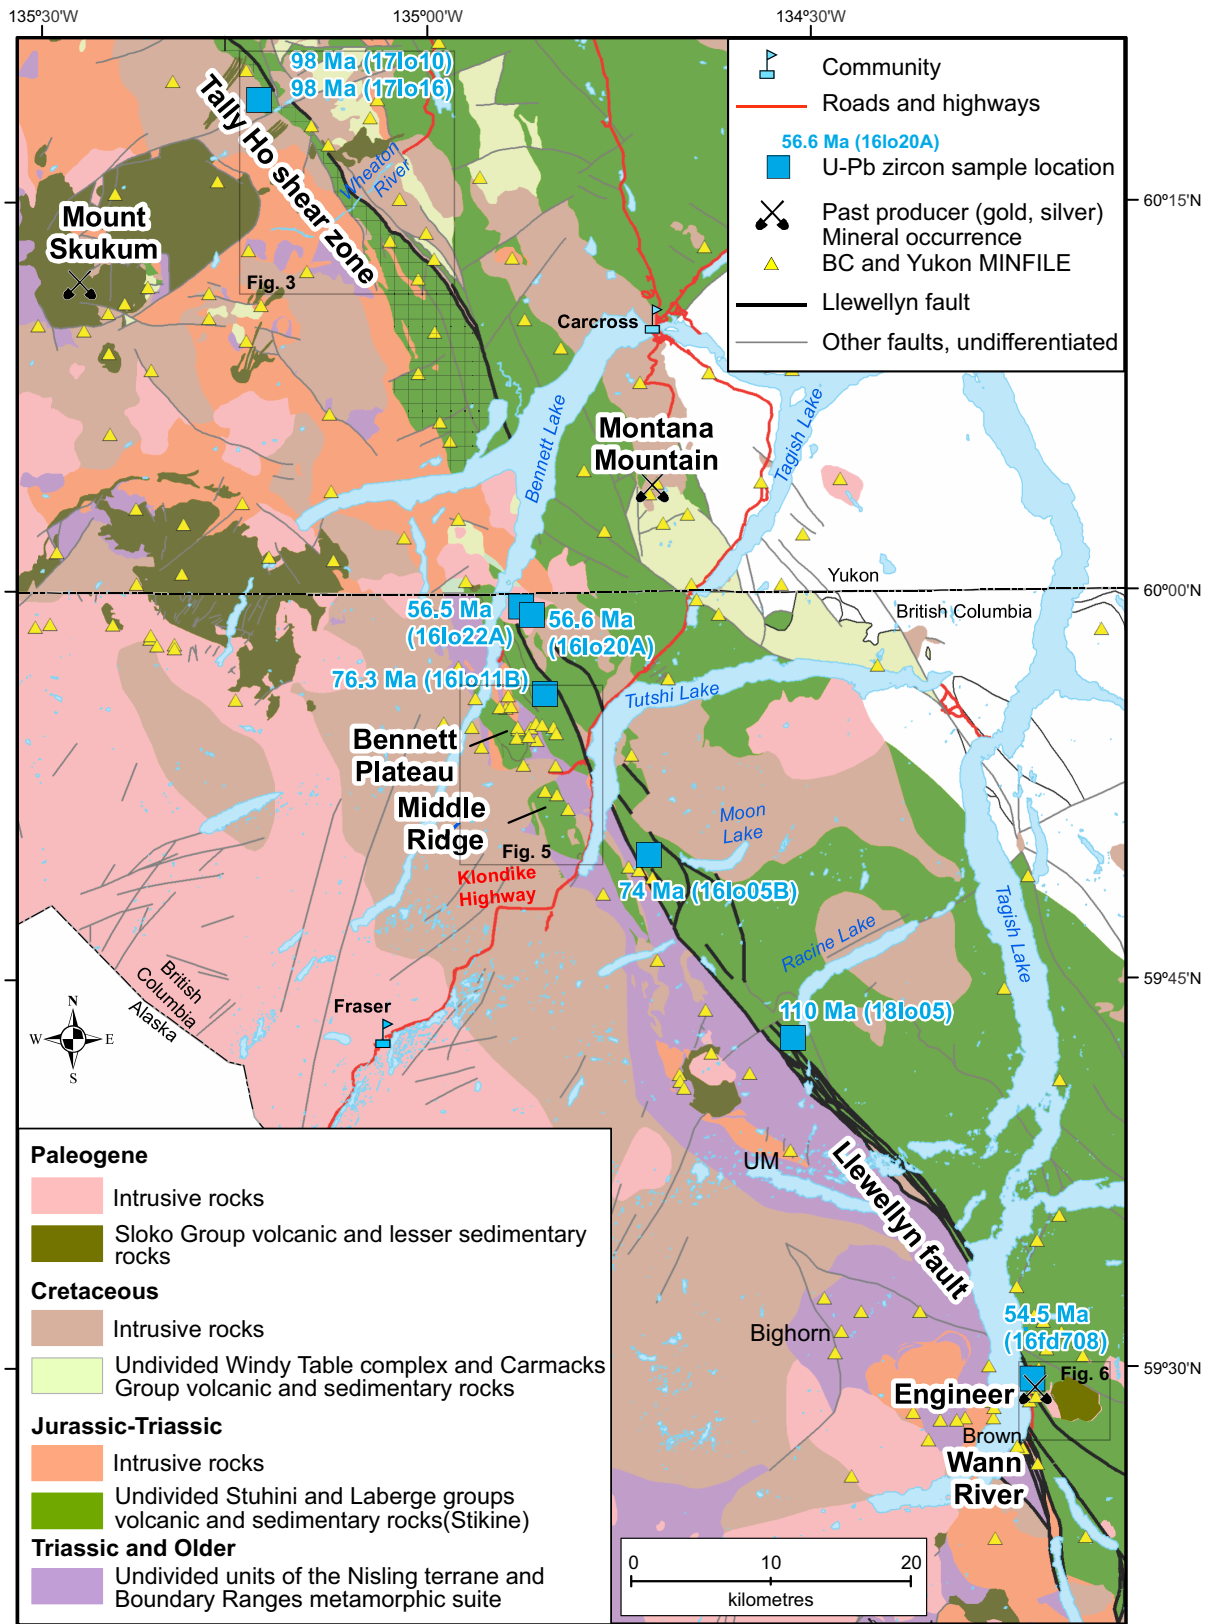 135°30'W
135°00'W
134°30'W
98 Ma (17lo10)
98 Ma (17lo16)
Tally Ho shear zone
Wheaton
River
Mount
Skukum
Fig. 3
Community
Roads and highways
56.6 Ma (16lo20A)
U-Pb zircon sample location
Past producer (gold, silver)
Mineral occurrence
BC and Yukon MINFILE
Llewellyn fault
Other faults, undifferentiated
60°15'N
Carcross
Bennett Lake
Montana
Mountain
Tagish Lake
Yukon
British Columbia
60°00'N
56.5 Ma
(16lo22A)
56.6 Ma
(16lo20A)
76.3 Ma (16lo11B)
Tutshi Lake
Bennett
Plateau
Middle
Ridge
Fig. 5
Klondike
Highway
Moon
Lake
74 Ma (16lo05B)
Racine Lake
Tagish Lake
59°45'N
British
Columbia
Alaska
N
W
E
S
Fraser
110 Ma (18lo05)
UM
Llewellyn fault
Bighorn
54.5 Ma
(16fd708)
Fig. 6
59°30'N
Engineer
Brown
Wann
River
Paleogene
Intrusive rocks
Sloko Group volcanic and lesser sedimentary
rocks
Cretaceous
Intrusive rocks
Undivided Windy Table complex and Carmacks
Group volcanic and sedimentary rocks
Jurassic-Triassic
Intrusive rocks
Undivided Stuhini and Laberge groups
volcanic and sedimentary rocks(Stikine)
Triassic and Older
Undivided units of the Nisling terrane and
Boundary Ranges metamorphic suite
0
10
20
kilometres